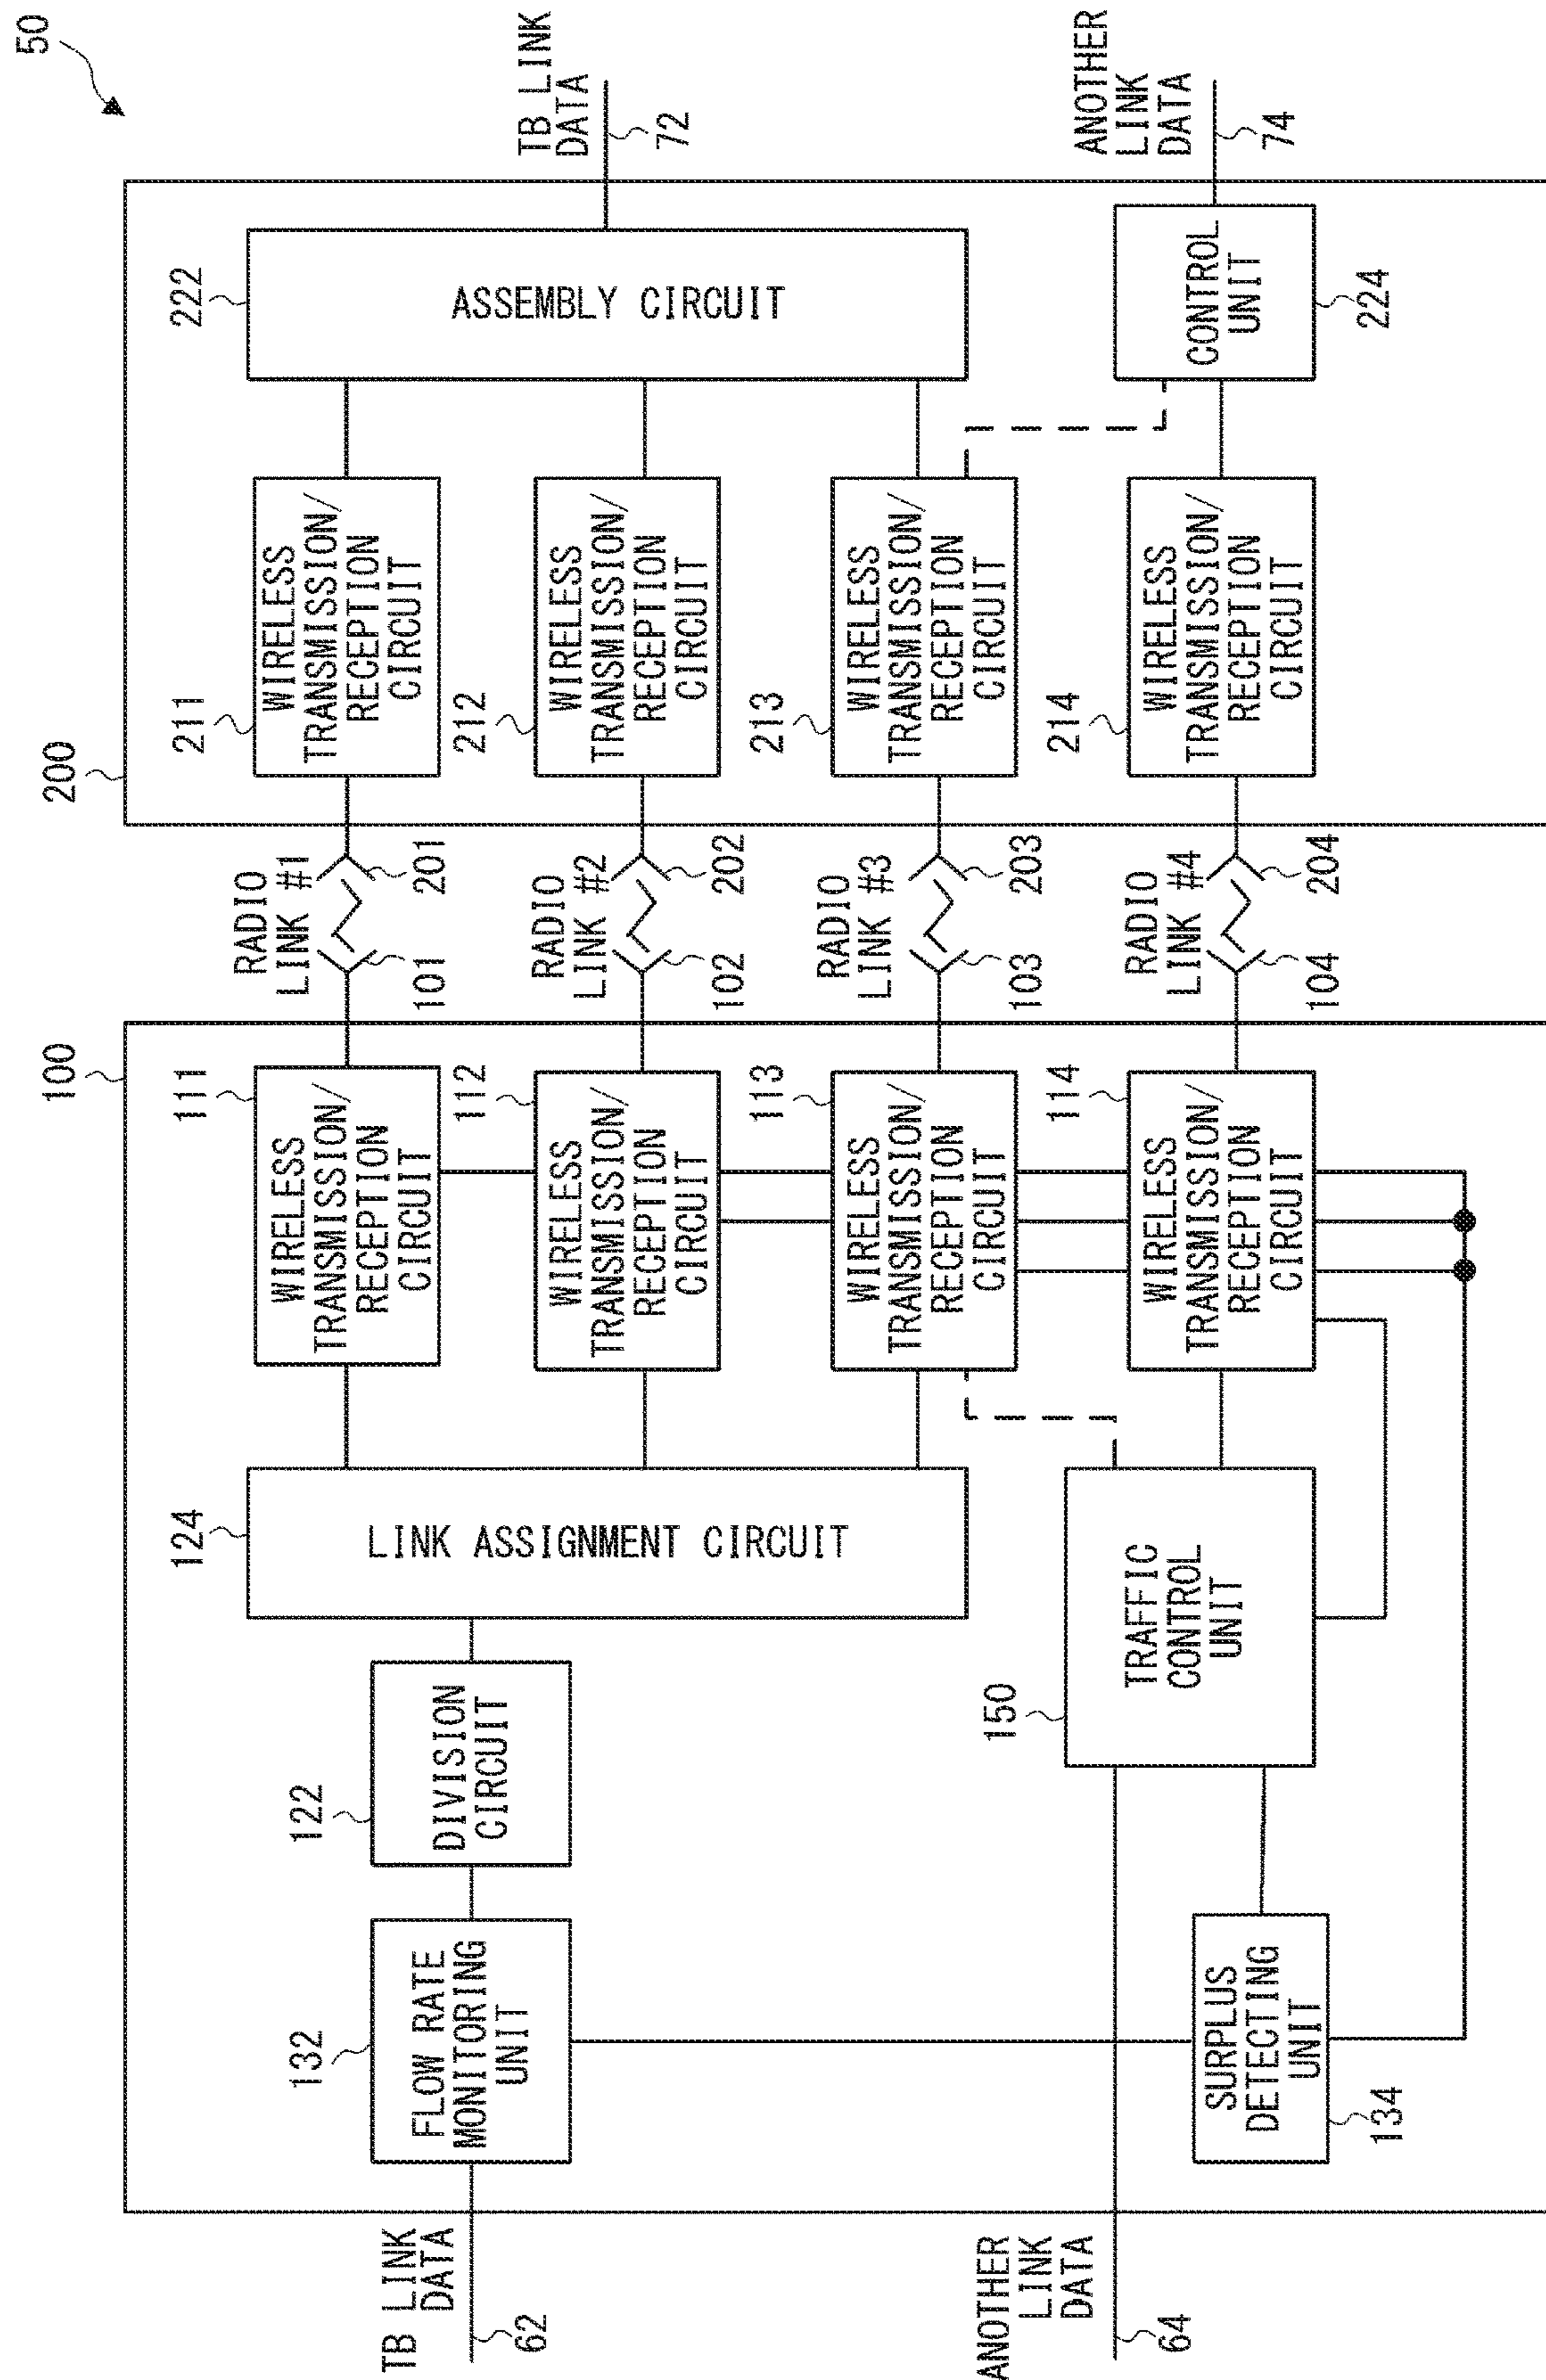 50
100
200
TB LINK
DATA
62
132
FLOW RATE
MONITORING
UNIT
122
DIVISION
CIRCUIT
124
LINK ASSIGNMENT CIRCUIT
111
WIRELESS
TRANSMISSION/
RECEPTION
CIRCUIT
RADIO
LINK #1
101
201
211
WIRELESS
TRANSMISSION/
RECEPTION
CIRCUIT
222
ASSEMBLY CIRCUIT
TB LINK
DATA
72
112
WIRELESS
TRANSMISSION/
RECEPTION
CIRCUIT
RADIO
LINK #2
102
202
212
WIRELESS
TRANSMISSION/
RECEPTION
CIRCUIT
113
WIRELESS
TRANSMISSION/
RECEPTION
CIRCUIT
RADIO
LINK #3
103
203
213
WIRELESS
TRANSMISSION/
RECEPTION
CIRCUIT
ANOTHER
LINK
DATA
64
134
SURPLUS
DETECTING
UNIT
150
TRAFFIC
CONTROL
UNIT
114
WIRELESS
TRANSMISSION/
RECEPTION
CIRCUIT
RADIO
LINK #4
104
204
214
WIRELESS
TRANSMISSION/
RECEPTION
CIRCUIT
CONTROL
UNIT
224
ANOTHER
LINK
DATA
74